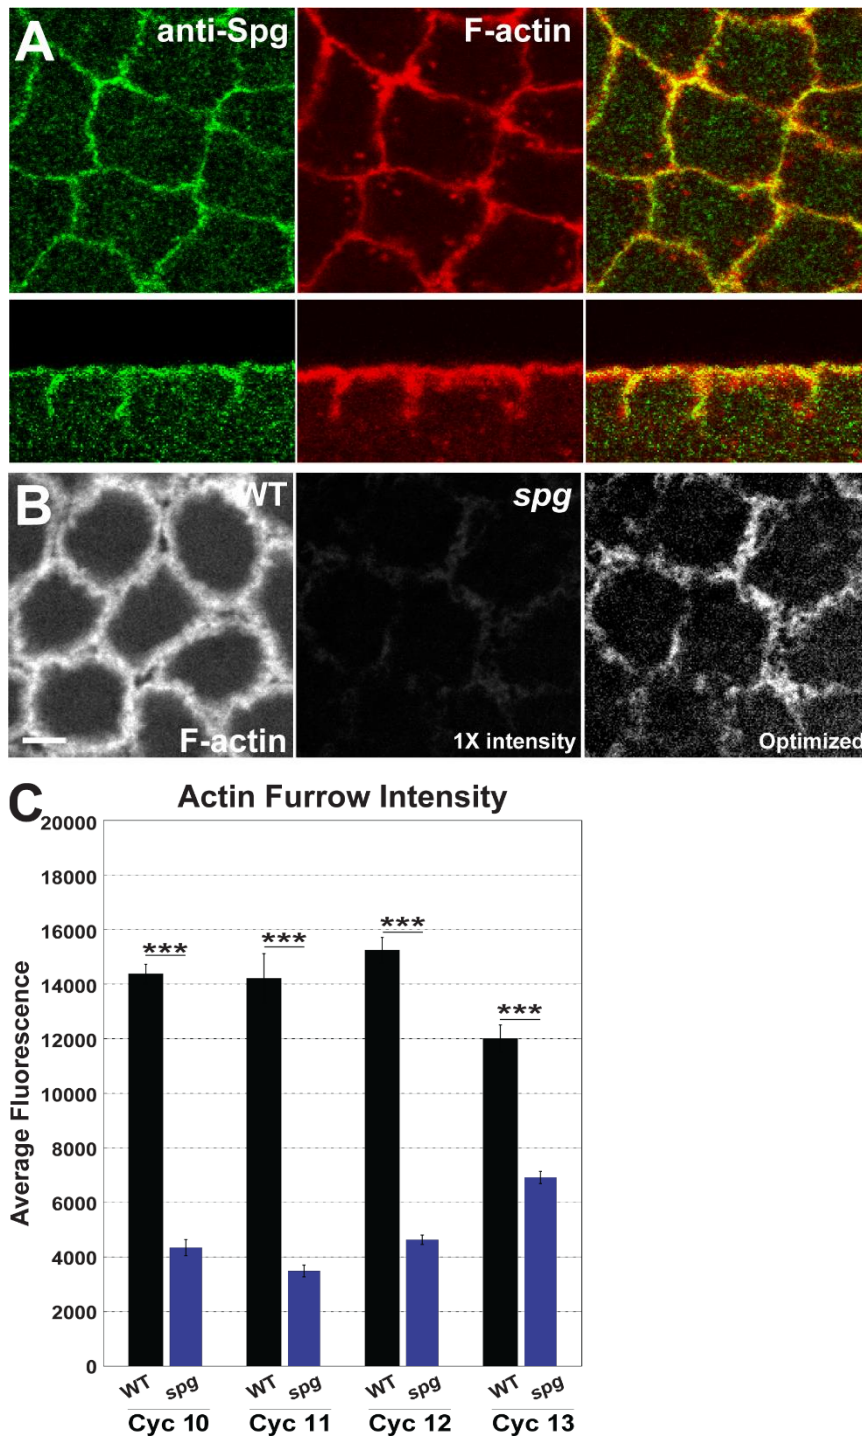 A
anti-Spg
F-actin
B
WT
spg
F-actin
1X intensity
Optimized
C
Actin Furrow Intensity
Average Fluorescence
20000
18000
16000
14000
12000
10000
8000
6000
4000
2000
0
***
***
***
***
WT spg WT spg WT spg WT spg
Cyc 10 Cyc 11 Cyc 12 Cyc 13